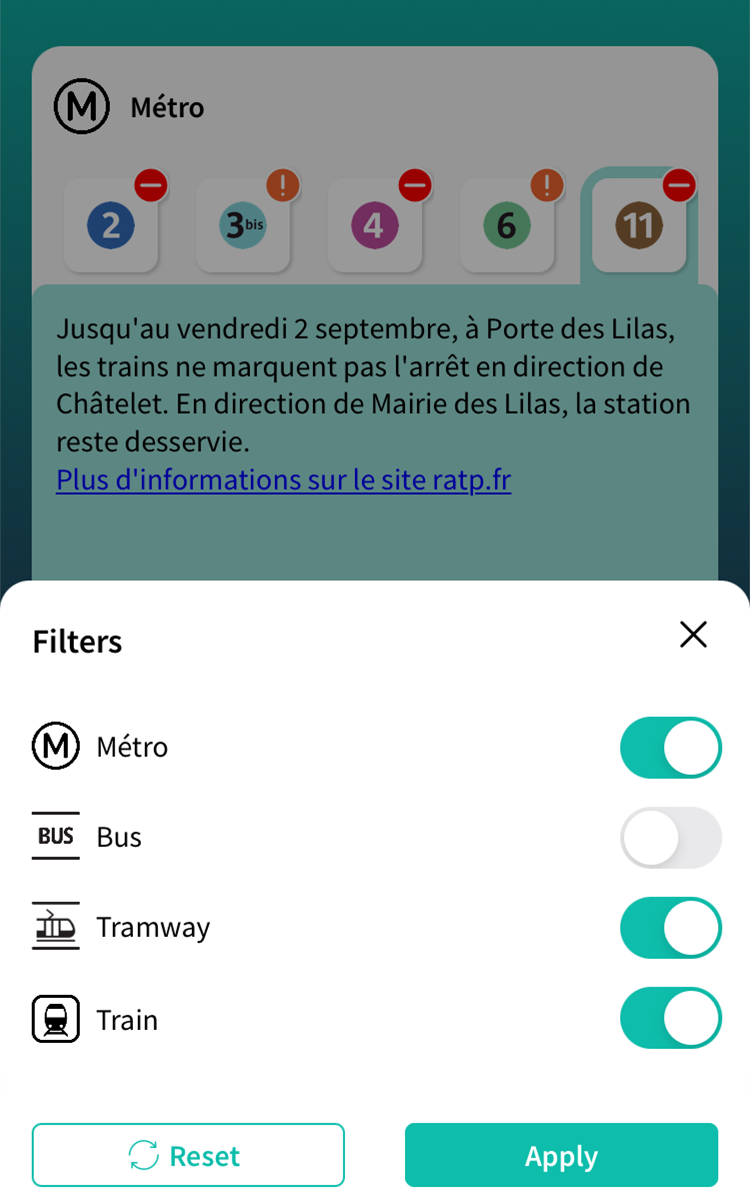 M Métro
2 3bis 4 6 11
Jusqu'au vendredi 2 septembre, à Porte des Lilas,
les trains ne marquent pas l'arrêt en direction de
Châtelet. En direction de Mairie des Lilas, la station
reste desservie.
Plus d'informations sur le site ratp.fr
Filters
M Métro
BUS Bus
Tramway
Train
Reset
Apply